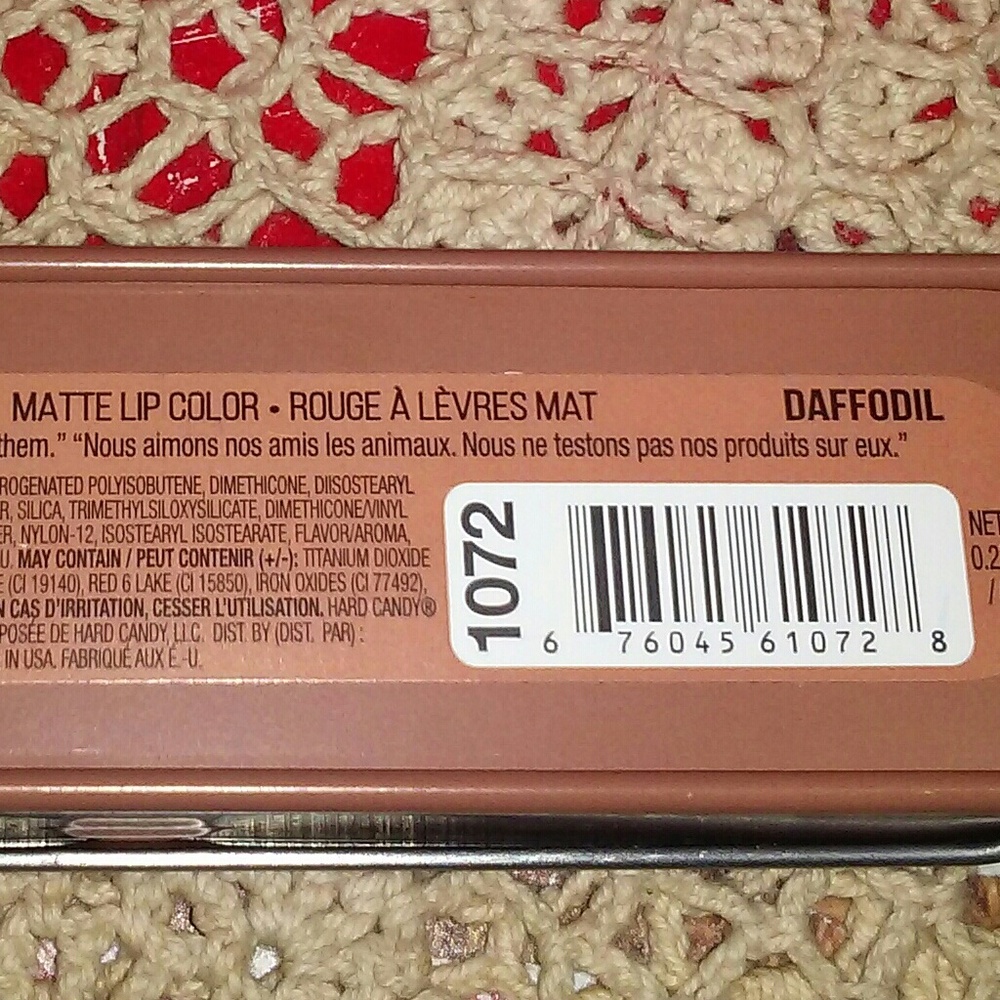 MATTE LIP COLOR • ROUGE À LÈVRES MAT
DAFFODIL
them.” “Nous aimons nos amis les animaux. Nous ne testons pas nos produits sur eux.”
ROGENATED POLYISOBUTENE, DIMETHICONE, DIISOSTEARYL
R, SILICA, TRIMETHYLSILOXYSILICATE, DIMETHICONE/VINYL
ER, NYLON-12, ISOSTEARYL ISOSTEARATE, FLAVOR/AROMA,
U. MAY CONTAIN / PEUT CONTENIR (+/-): TITANIUM DIOXIDE
E (CI 19140), RED 6 LAKE (CI 15850), IRON OXIDES (CI 77492),
N CAS D'IRRITATION, CESSER L'UTILISATION. HARD CANDY®
POSÉE DE HARD CANDY, LLC. DIST. BY (DIST. PAR) :
IN USA. FABRIQUÉ AUX É.-U.
1072
6 76045 61072 8
NET
0.2
/